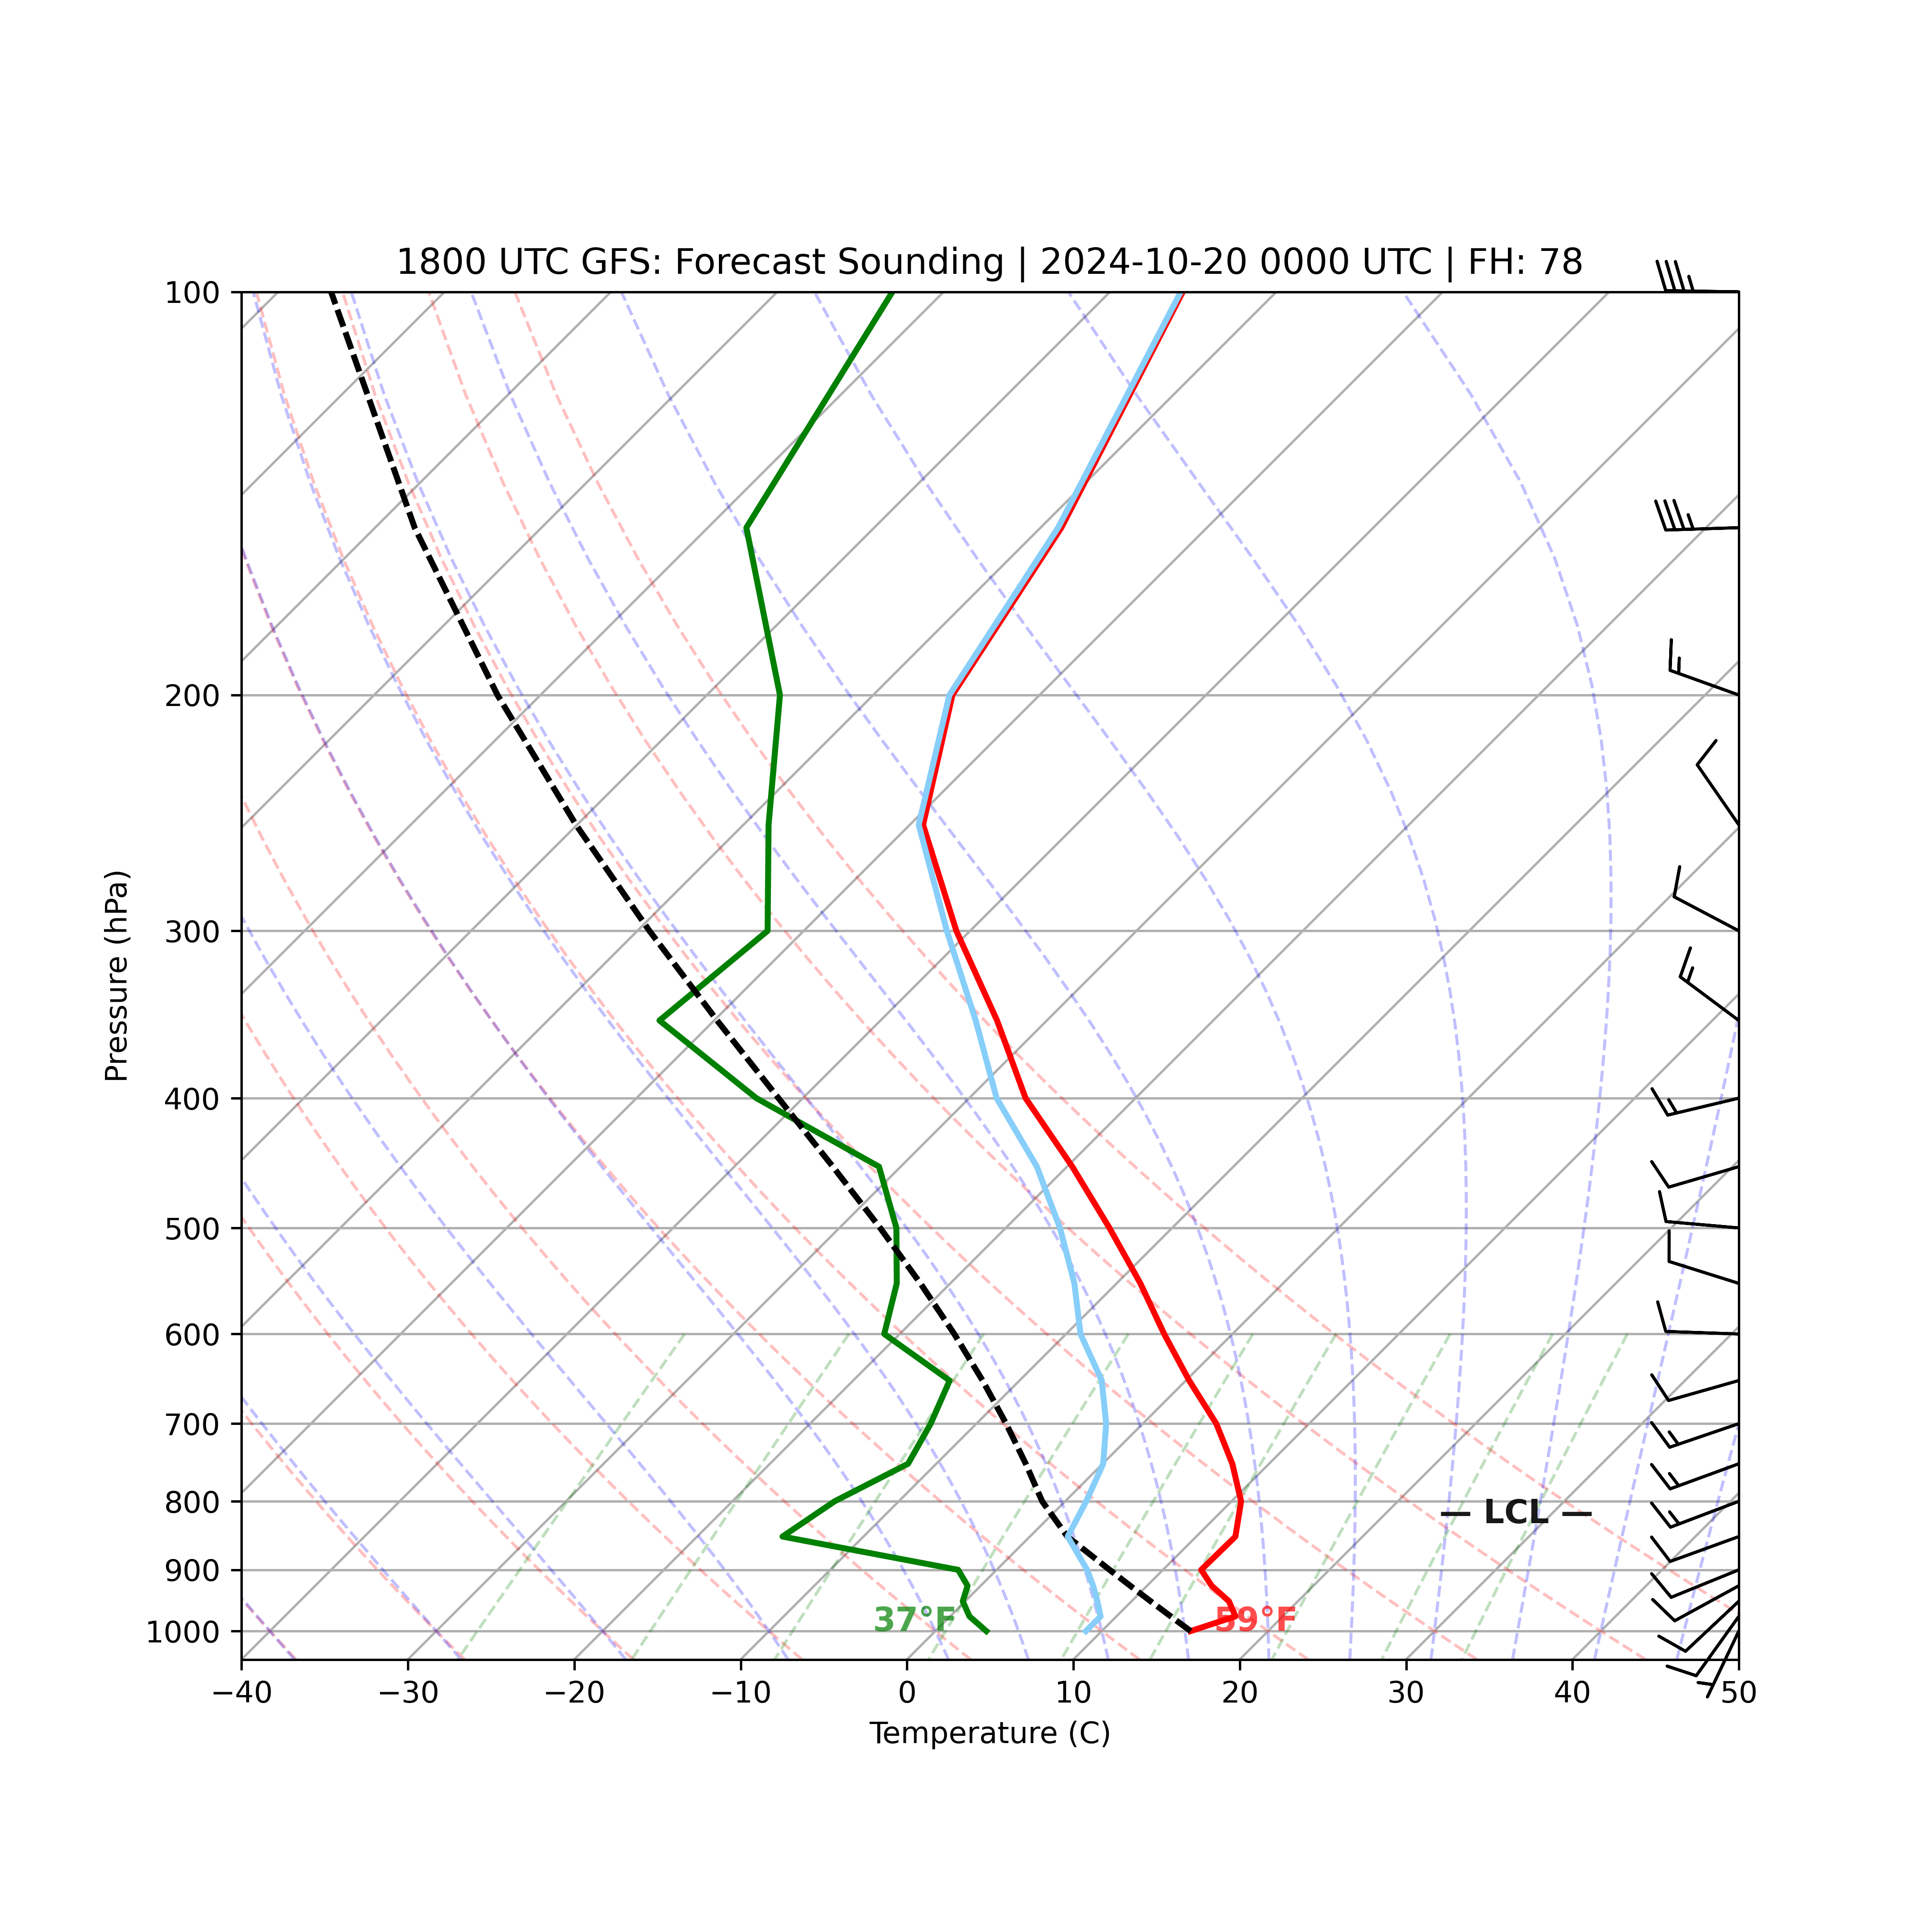 1800 UTC GFS: Forecast Sounding | 2024-10-20 0000 UTC | FH: 78
100
200
300
400
500
600
700
800
900
1000
Pressure (hPa)
— LCL —
37°F
59°F
−40 −30 −20 −10 0 10 20 30 40 50
Temperature (C)